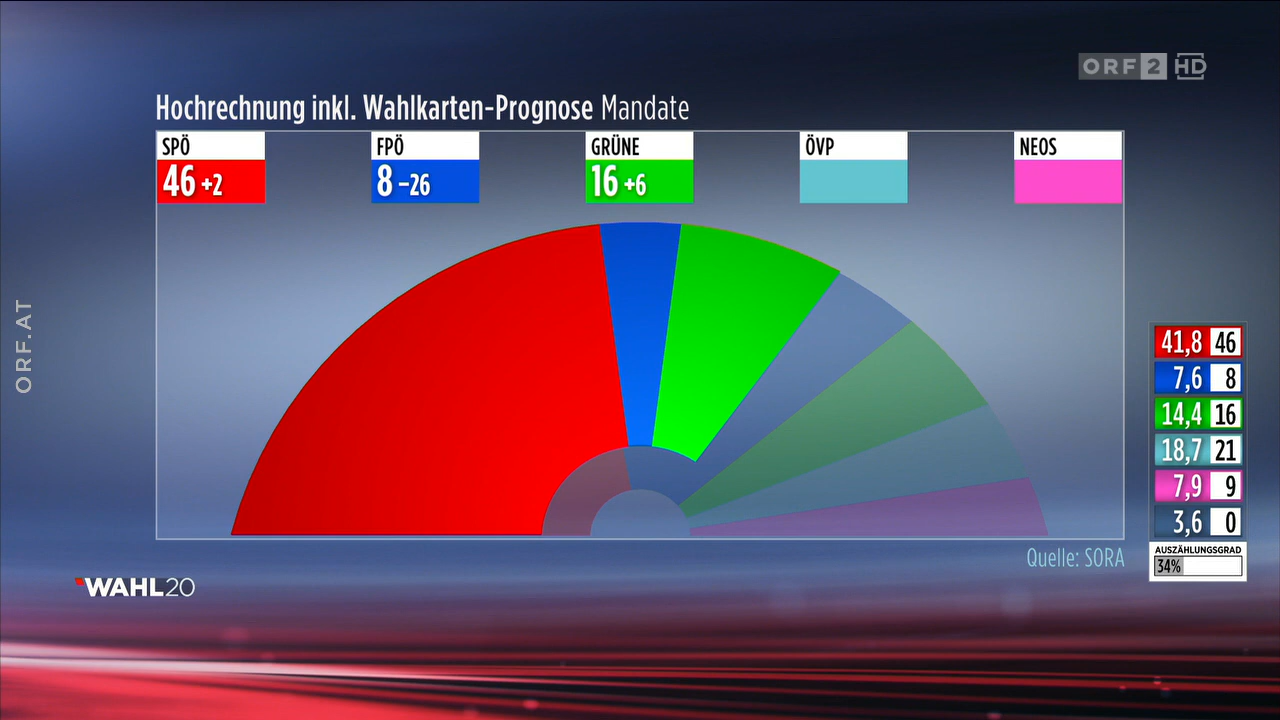 ORF 2 HD
Hochrechnung inkl. Wahlkarten-Prognose Mandate
SPÖ FPÖ GRÜNE ÖVP NEOS
46 +2 8 −26 16 +6
ORF.AT
41,8 46
7,6 8
14,4 16
18,7 21
7,9 9
3,6 0
AUSZÄHLUNGSGRAD
34%
Quelle: SORA
WAHL20